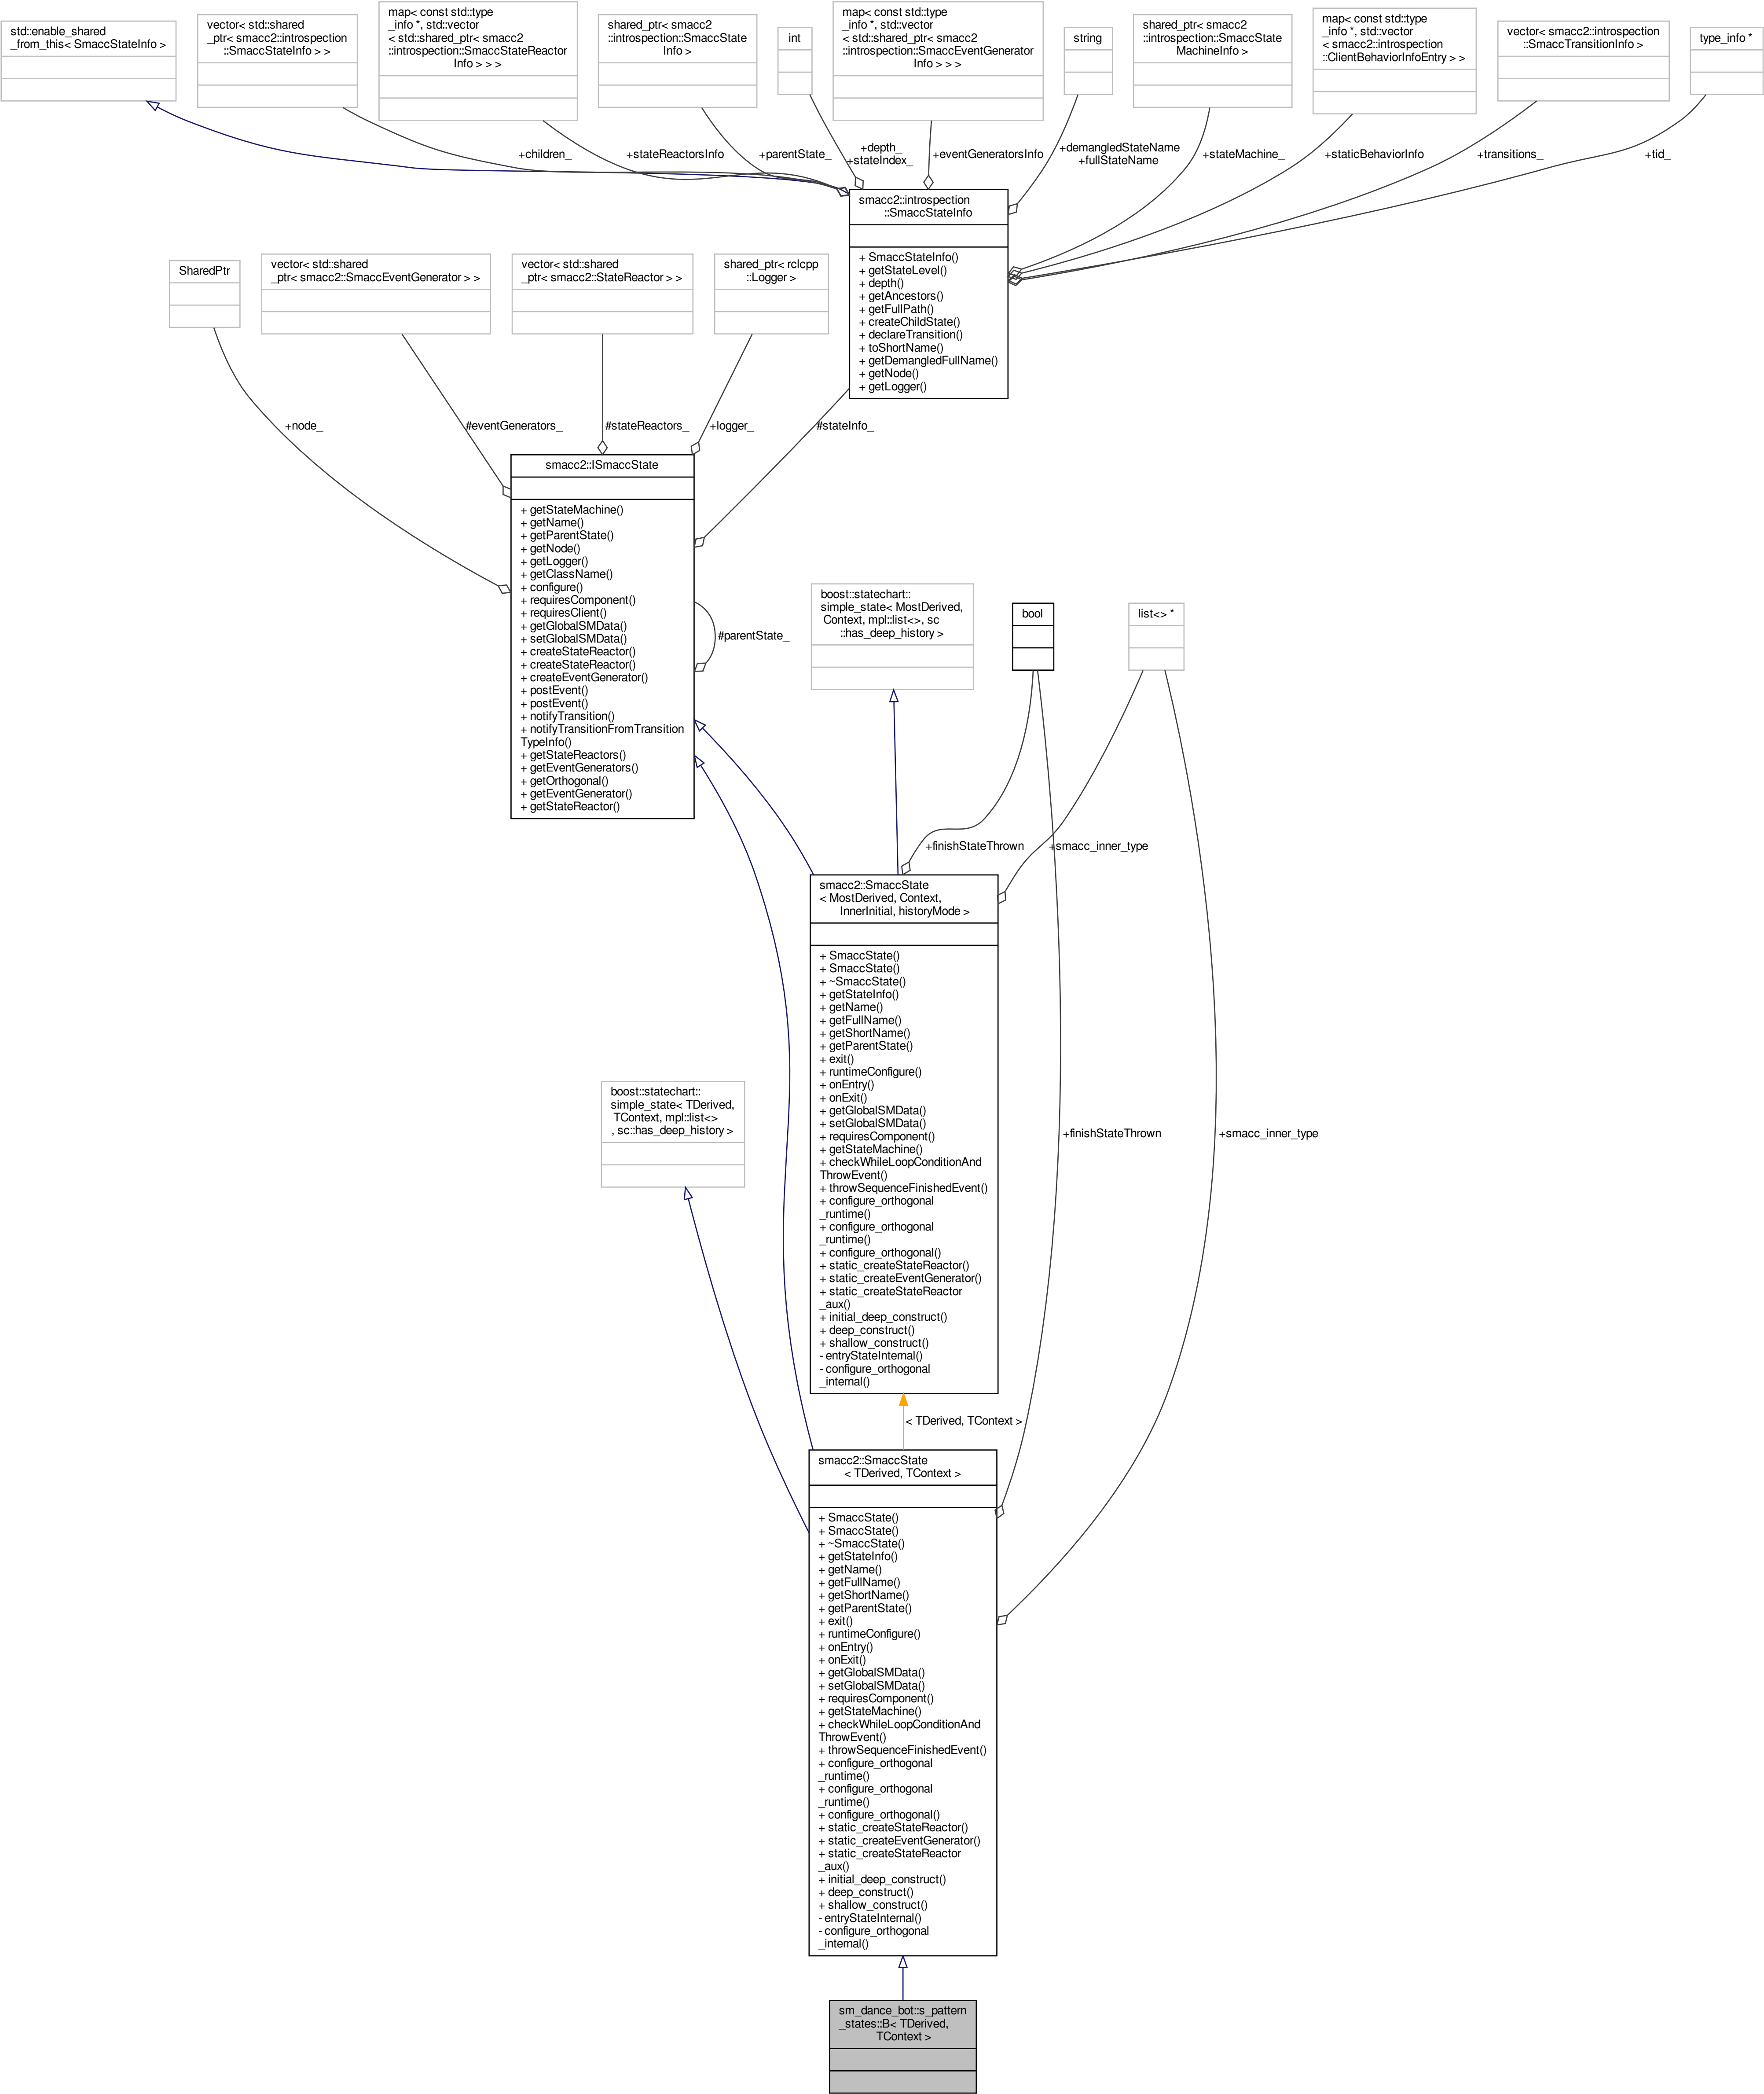 std::enable_shared
_from_this< SmaccStateInfo >
vector< std::shared
_ptr< smacc2::introspection
::SmaccStateInfo > >
map< const std::type
_info *, std::vector
< std::shared_ptr< smacc2
::introspection::SmaccStateReactor
Info > > >
shared_ptr< smacc2
::introspection::SmaccState
Info >
int
map< const std::type
_info *, std::vector
< std::shared_ptr< smacc2
::introspection::SmaccEventGenerator
Info > > >
string
shared_ptr< smacc2
::introspection::SmaccState
MachineInfo >
map< const std::type
_info *, std::vector
< smacc2::introspection
::ClientBehaviorInfoEntry > >
vector< smacc2::introspection
::SmaccTransitionInfo >
type_info *
+children_
+stateReactorsInfo
+parentState_
+depth_
+stateIndex_
+eventGeneratorsInfo
+demangledStateName
+fullStateName
+stateMachine_
+staticBehaviorInfo
+transitions_
+tid_
smacc2::introspection
::SmaccStateInfo
+ SmaccStateInfo()
+ getStateLevel()
+ depth()
+ getAncestors()
+ getFullPath()
+ createChildState()
+ declareTransition()
+ toShortName()
+ getDemangledFullName()
+ getNode()
+ getLogger()
SharedPtr
vector< std::shared
_ptr< smacc2::SmaccEventGenerator > >
vector< std::shared
_ptr< smacc2::StateReactor > >
shared_ptr< rclcpp
::Logger >
+node_
#eventGenerators_
#stateReactors_
+logger_
#stateInfo_
smacc2::ISmaccState
+ getStateMachine()
+ getName()
+ getParentState()
+ getNode()
+ getLogger()
+ getClassName()
+ configure()
+ requiresComponent()
+ requiresClient()
+ getGlobalSMData()
+ setGlobalSMData()
+ createStateReactor()
+ createStateReactor()
+ createEventGenerator()
+ postEvent()
+ postEvent()
+ notifyTransition()
+ notifyTransitionFromTransition
TypeInfo()
+ getStateReactors()
+ getEventGenerators()
+ getOrthogonal()
+ getEventGenerator()
+ getStateReactor()
#parentState_
boost::statechart::
simple_state< MostDerived,
Context, mpl::list<>, sc
::has_deep_history >
bool
list<> *
+finishStateThrown
+smacc_inner_type
smacc2::SmaccState
< MostDerived, Context,
InnerInitial, historyMode >
+ SmaccState()
+ SmaccState()
+ ~SmaccState()
+ getStateInfo()
+ getName()
+ getFullName()
+ getShortName()
+ getParentState()
+ exit()
+ runtimeConfigure()
+ onEntry()
+ onExit()
+ getGlobalSMData()
+ setGlobalSMData()
+ requiresComponent()
+ getStateMachine()
+ checkWhileLoopConditionAnd
ThrowEvent()
+ throwSequenceFinishedEvent()
+ configure_orthogonal
_runtime()
+ configure_orthogonal
_runtime()
+ configure_orthogonal()
+ static_createStateReactor()
+ static_createEventGenerator()
+ static_createStateReactor
_aux()
+ initial_deep_construct()
+ deep_construct()
+ shallow_construct()
- entryStateInternal()
- configure_orthogonal
_internal()
boost::statechart::
simple_state< TDerived,
TContext, mpl::list<>
, sc::has_deep_history >
+finishStateThrown
+smacc_inner_type
< TDerived, TContext >
smacc2::SmaccState
< TDerived, TContext >
+ SmaccState()
+ SmaccState()
+ ~SmaccState()
+ getStateInfo()
+ getName()
+ getFullName()
+ getShortName()
+ getParentState()
+ exit()
+ runtimeConfigure()
+ onEntry()
+ onExit()
+ getGlobalSMData()
+ setGlobalSMData()
+ requiresComponent()
+ getStateMachine()
+ checkWhileLoopConditionAnd
ThrowEvent()
+ throwSequenceFinishedEvent()
+ configure_orthogonal
_runtime()
+ configure_orthogonal
_runtime()
+ configure_orthogonal()
+ static_createStateReactor()
+ static_createEventGenerator()
+ static_createStateReactor
_aux()
+ initial_deep_construct()
+ deep_construct()
+ shallow_construct()
- entryStateInternal()
- configure_orthogonal
_internal()
sm_dance_bot::s_pattern
_states::B< TDerived,
TContext >